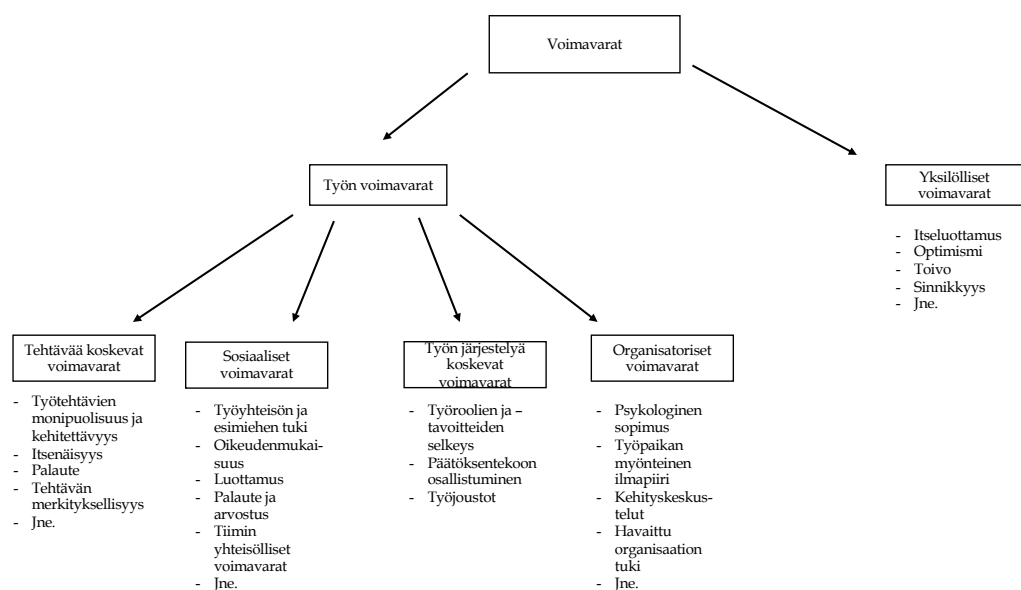 Voimavarat
Työn voimavarat
Yksilölliset
voimavarat
- Itseluottamus
- Optimismi
- Toivo
- Sinnikkyys
- Jne.
Tehtävää koskevat
voimavarat
- Työtehtävien
monipuolisuus ja
kehitettävyys
- Itsenäisyys
- Palaute
- Tehtävän
merkityksellisyys
- Jne.
Sosiaaliset
voimavarat
- Työyhteisön ja
esimiehen tuki
- Oikeudenmukai-
suus
- Luottamus
- Palaute ja
arvostus
- Tiimin
yhteisölliset
voimavarat
- Jne.
Työn järjestelyä
koskevat
voimavarat
- Työroolien ja –
tavoitteiden
selkeys
- Päätöksentekoon
osallistuminen
- Työjoustot
Organisatoriset
voimavarat
- Psykologinen
sopimus
- Työpaikan
myönteinen
ilmapiiri
- Kehityskeskus-
telut
- Havaittu
organisaation
tuki
- Jne.